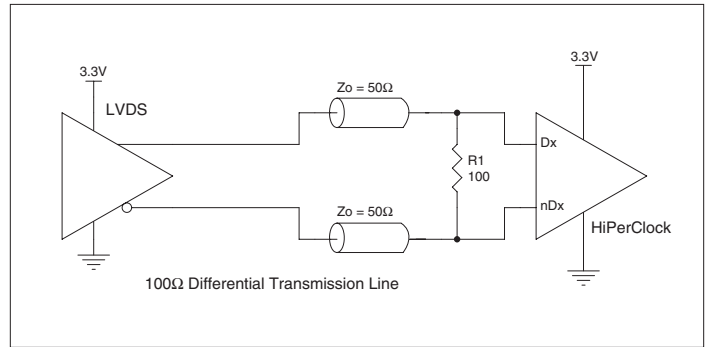 3.3V
LVDS
Zo = 50Ω
3.3V
Dx
R1
100
Zo = 50Ω
nDx
HiPerClock
100Ω Differential Transmission Line